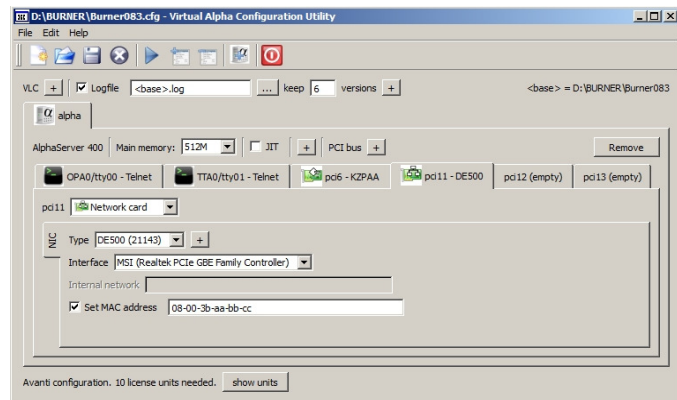 D:\BURNER\Burner083.cfg - Virtual Alpha Configuration Utility
File Edit Help
VLC + Logfile <base>.log ... keep 6 versions + <base> = D:\BURNER\Burner083
α alpha
AlphaServer 400 Main memory: 512M JIT + PCI bus + Remove
OPA0/tty00 - Telnet TTA0/tty01 - Telnet pci6 - KZPAA pci11 - DE500 pci12 (empty) pci13 (empty)
pci11 Network card
NIC Type DE500 (21143) +
Interface MSI (Realtek PCIe GBE Family Controller)
Internal network
Set MAC address 08-00-3b-aa-bb-cc
Avanti configuration. 10 license units needed. show units